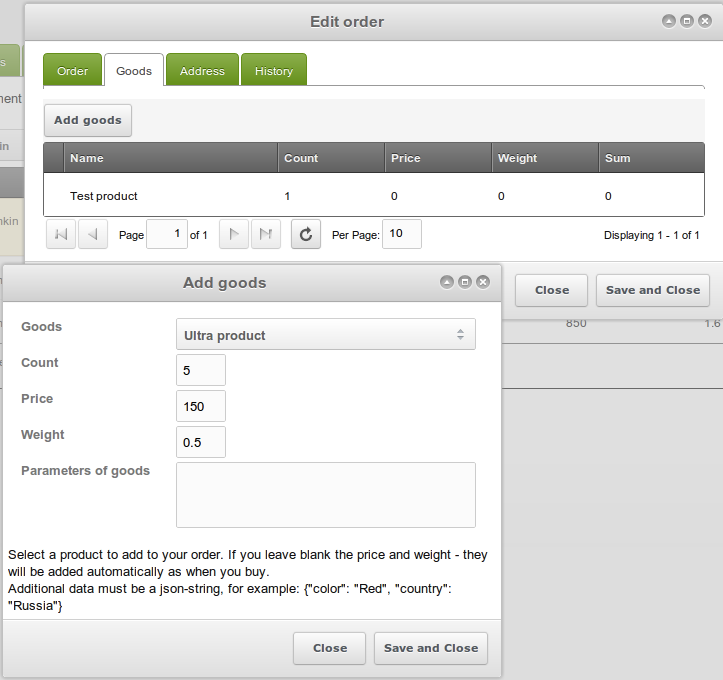 Edit order
s
Order Goods Address History
ment
Add goods
in
Name Count Price Weight Sum
Test product 1 0 0 0
nkin
Page 1 of 1 Per Page: 10 Displaying 1 - 1 of 1
Add goods
Close Save and Close
Goods Ultra product
850 1.6
Count 5
Price 150
Weight 0.5
Parameters of goods
Select a product to add to your order. If you leave blank the price and weight - they
will be added automatically as when you buy.
Additional data must be a json-string, for example: {"color": "Red", "country":
"Russia"}
Close Save and Close